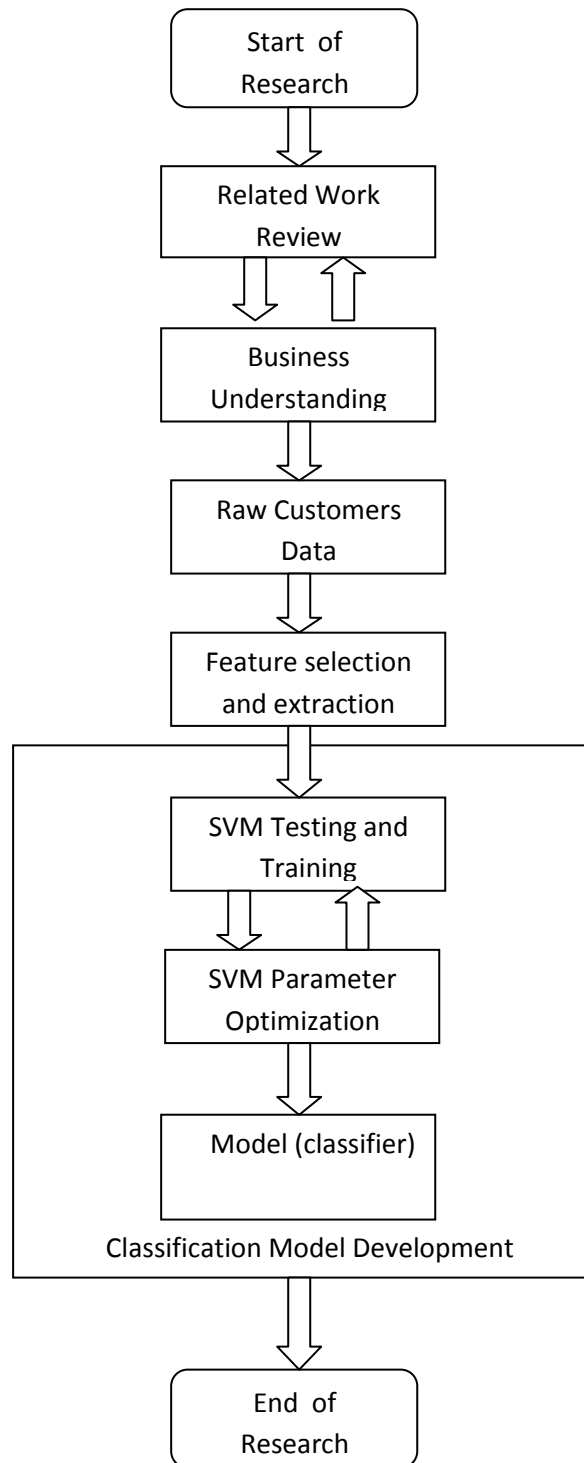 Start of
Research
Related Work
Review
Business
Understanding
Raw Customers
Data
Feature selection
and extraction
SVM Testing and
Training
SVM Parameter
Optimization
Model (classifier)
Classification Model Development
End of
Research